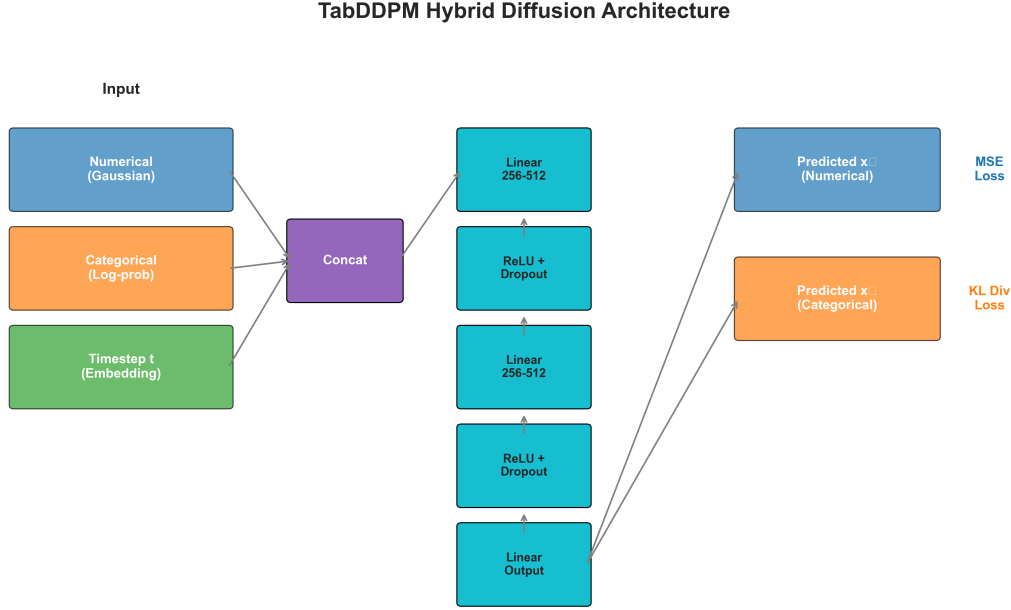 TabDDPM Hybrid Diffusion Architecture
Input
Numerical
(Gaussian)
Categorical
(Log-prob)
Timestep t
(Embedding)
Concat
Linear
256-512
ReLU +
Dropout
Linear
256-512
ReLU +
Dropout
Linear
Output
Predicted x▯
(Numerical)
MSE
Loss
Predicted x▯
(Categorical)
KL Div
Loss